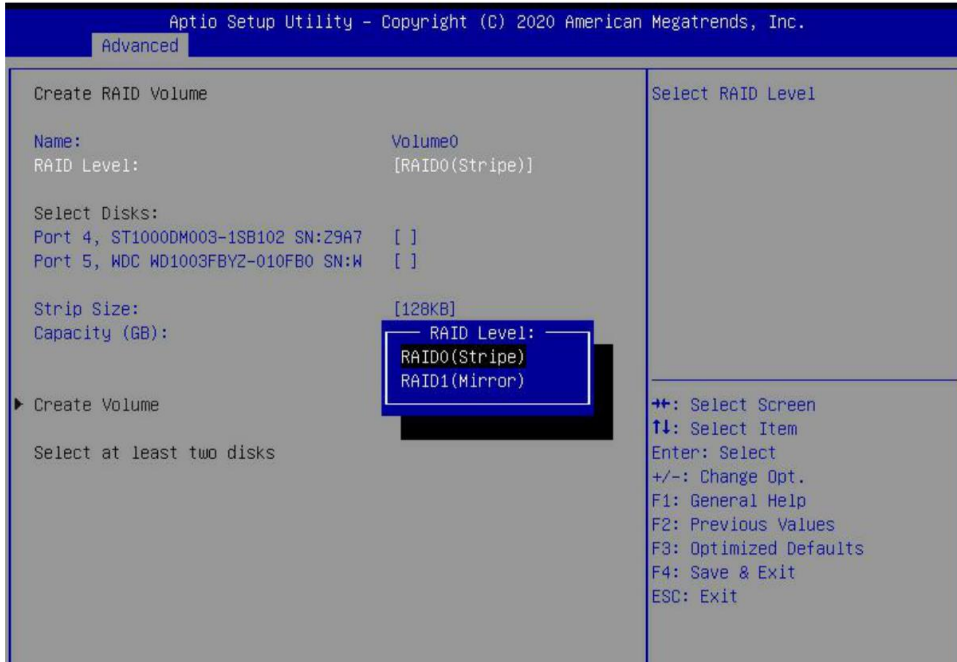 Aptio Setup Utility – Copyright (C) 2020 American Megatrends, Inc.
Advanced
Create RAID Volume
Name: Volume0
RAID Level: [RAID0(Stripe)]
Select Disks:
Port 4, ST1000DM003-1SB102 SN:Z9A7 [ ]
Port 5, WDC WD1003FBYZ-010FB0 SN:W [ ]
Strip Size: [128KB]
Capacity (GB):
RAID Level:
RAID0(Stripe)
RAID1(Mirror)
Create Volume
Select at least two disks
Select RAID Level
→←: Select Screen
↑↓: Select Item
Enter: Select
+/-: Change Opt.
F1: General Help
F2: Previous Values
F3: Optimized Defaults
F4: Save & Exit
ESC: Exit